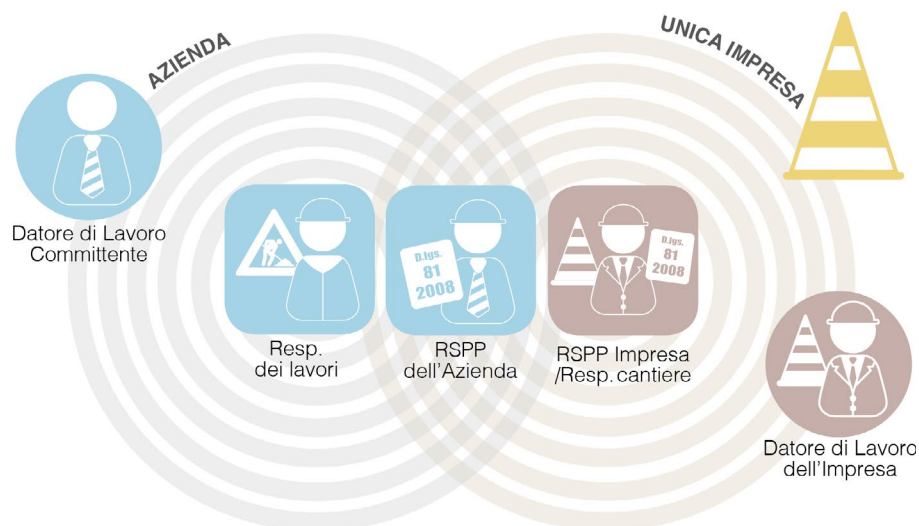 AZIENDA
UNICA IMPRESA
Datore di Lavoro
Committente
D.lgs.
81
2008
D.lgs.
81
2008
Resp.
dei lavori
RSPP
dell'Azienda
RSPP Impresa
/Resp. cantiere
Datore di Lavoro
dell'Impresa